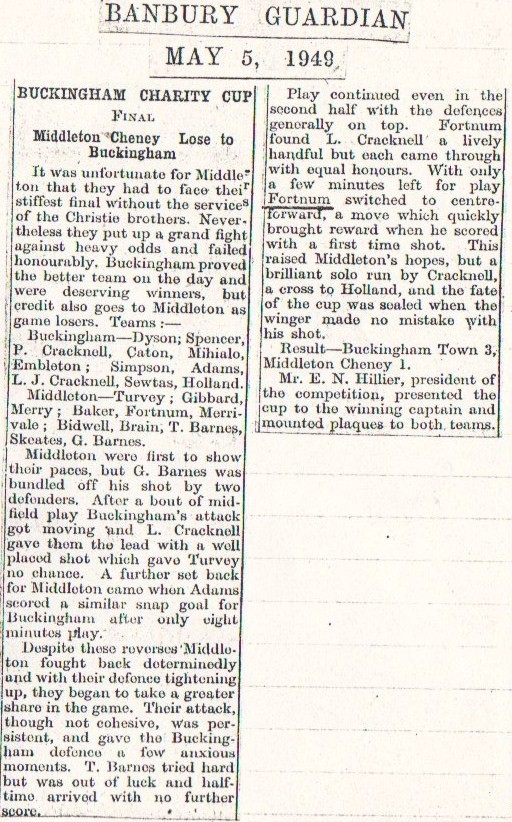 BANBURY GUARDIAN
MAY 5, 1949
BUCKINGHAM CHARITY CUP
FINAL
Middleton Cheney Lose to
Buckingham
It was unfortunate for Middle-
ton that they had to face their
stiffest final without the services
of the Christie brothers. Never-
theless they put up a grand fight
against heavy odds and failed
honourably. Buckingham proved
the better team on the day and
were deserving winners, but
credit also goes to Middleton as
game losers. Teams :—
Buckingham—Dyson; Spencer,
P. Cracknell, Caton, Mihialo,
Embleton ; Simpson, Adams,
L. J. Cracknell, Sewtas, Holland.
Middleton—Turvey ; Gibbard,
Merry ; Baker, Fortnum, Merri-
vale ; Bidwell, Brain, T. Barnes,
Skeates, G. Barnes.
Middleton were first to show
their paces, but G. Barnes was
bundled off his shot by two
defenders. After a bout of mid-
field play Buckingham's attack
got moving and L. Cracknell
gave them the lead with a well
placed shot which gave Turvey
no chance. A further set back
for Middleton came when Adams
scored a similar snap goal for
Buckingham after only eight
minutes play.
Despite these reverses Middle-
ton fought back determinedly
and with their defence tightening
up, they began to take a greater
share in the game. Their attack,
though not cohesive, was per-
sistent, and gave the Bucking-
ham defence a few anxious
moments. T. Barnes tried hard
but was out of luck and half-
time arrived with no further
score.
Play continued even in the
second half with the defences
generally on top. Fortnum
found L. Cracknell a lively
handful but each came through
with equal honours. With only
a few minutes left for play
Fortnum switched to centre-
forward, a move which quickly
brought reward when he scored
with a first time shot. This
raised Middleton's hopes, but a
brilliant solo run by Cracknell,
a cross to Holland, and the fate
of the cup was sealed when the
winger made no mistake with
his shot.
Result—Buckingham Town 3,
Middleton Cheney 1.
Mr. E. N. Hillier, president of
the competition, presented the
cup to the winning captain and
mounted plaques to both teams.